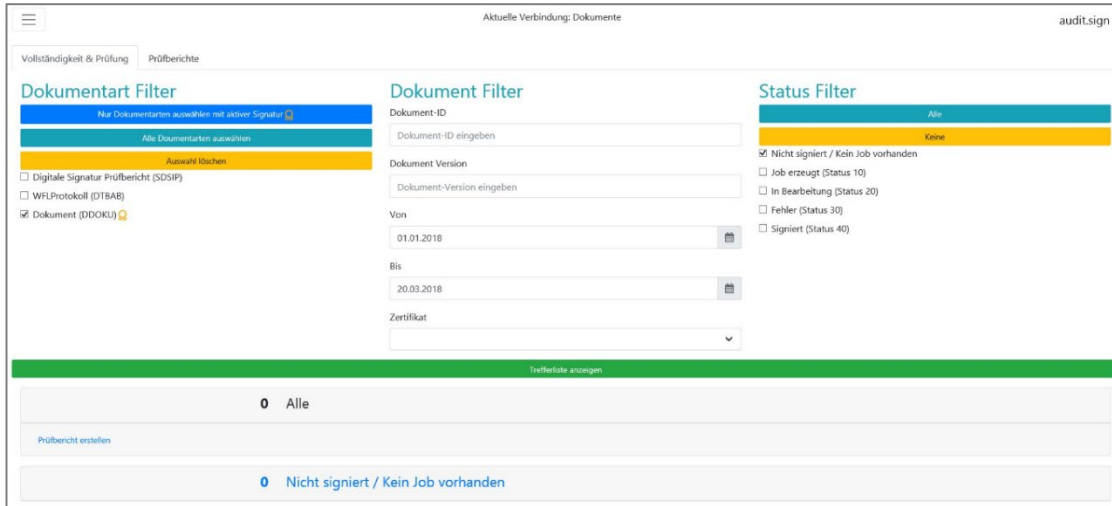 Aktuelle Verbindung: Dokumente
audit.sign
Vollständigkeit & Prüfung
Prüfberichte
Dokumentart Filter
Nur Dokumentarten auswählen mit aktiver Signatur
Alle Doumentarten auswählen
Auswahl löschen
Digitale Signatur Prüfbericht (SDSIP)
WFLProtokoll (DTBAB)
Dokument (DDOKU)
Dokument Filter
Dokument-ID
Dokument-ID eingeben
Dokument Version
Dokument-Version eingeben
Von
01.01.2018
Bis
20.03.2018
Zertifikat
Status Filter
Alle
Keine
Nicht signiert / Kein Job vorhanden
Job erzeugt (Status 10)
In Bearbeitung (Status 20)
Fehler (Status 30)
Signiert (Status 40)
Trefferliste anzeigen
0 Alle
Prüfbericht erstellen
0 Nicht signiert / Kein Job vorhanden